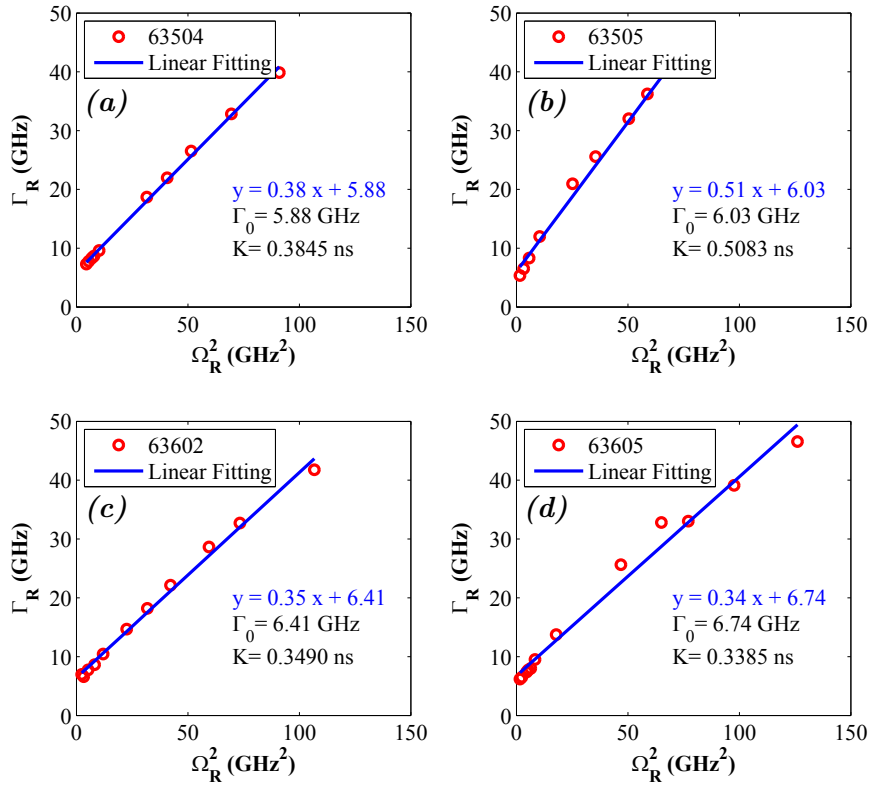 50
40
30
20
10
0
Γ_R (GHz)
63504
Linear Fitting
(a)
y = 0.38 x + 5.88
Γ_0= 5.88 GHz
K= 0.3845 ns
0 50 100 150
Ω_R^2 (GHz^2)
50
40
30
20
10
0
Γ_R (GHz)
63505
Linear Fitting
(b)
y = 0.51 x + 6.03
Γ_0= 6.03 GHz
K= 0.5083 ns
0 50 100 150
Ω_R^2 (GHz^2)
50
40
30
20
10
0
Γ_R (GHz)
63602
Linear Fitting
(c)
y = 0.35 x + 6.41
Γ_0= 6.41 GHz
K= 0.3490 ns
0 50 100 150
Ω_R^2 (GHz^2)
50
40
30
20
10
0
Γ_R (GHz)
63605
Linear Fitting
(d)
y = 0.34 x + 6.74
Γ_0= 6.74 GHz
K= 0.3385 ns
0 50 100 150
Ω_R^2 (GHz^2)